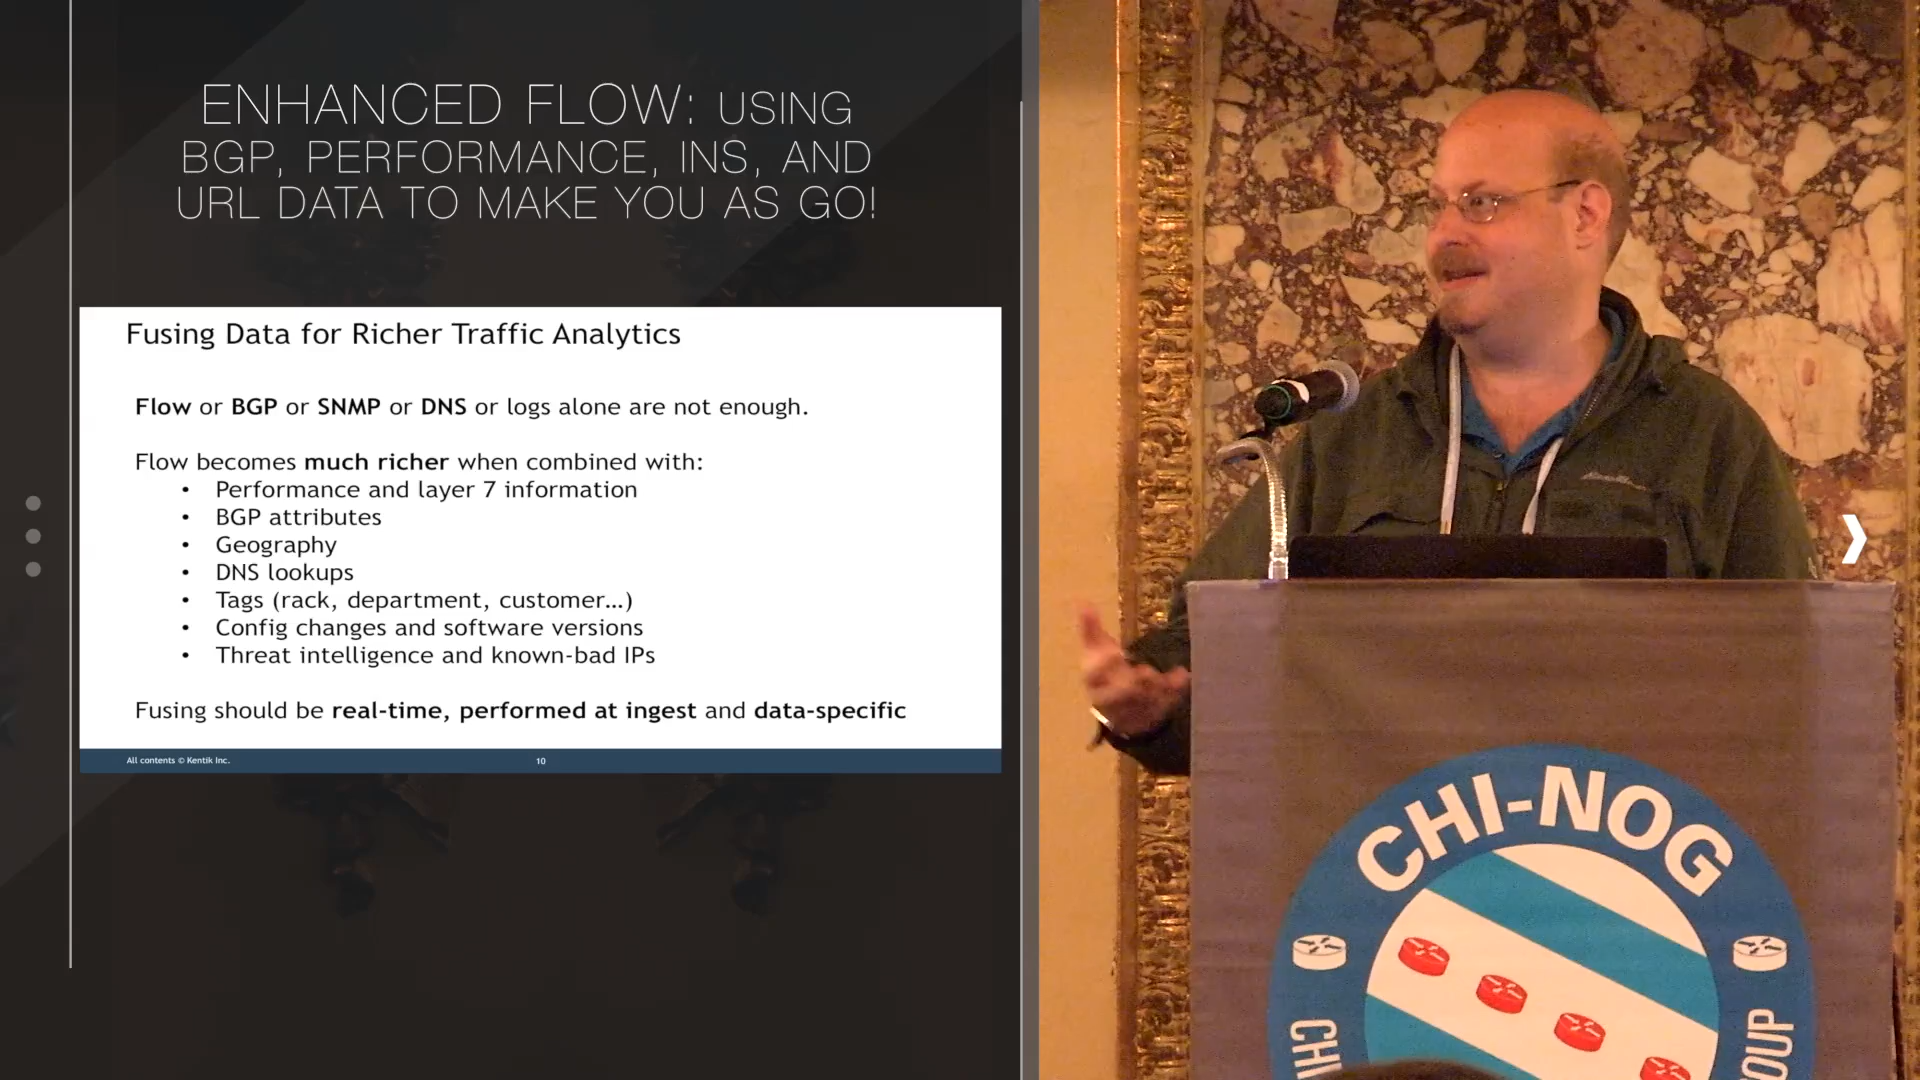 ENHANCED FLOW: USING
BGP, PERFORMANCE, INS, AND
URL DATA TO MAKE YOU AS GO!
Fusing Data for Richer Traffic Analytics
Flow or BGP or SNMP or DNS or logs alone are not enough.
Flow becomes much richer when combined with:
• Performance and layer 7 information
• BGP attributes
• Geography
• DNS lookups
• Tags (rack, department, customer…)
• Config changes and software versions
• Threat intelligence and known-bad IPs
Fusing should be real-time, performed at ingest and data-specific
All contents © Kentik Inc.
10
CHI-NOG
CHI
OUP